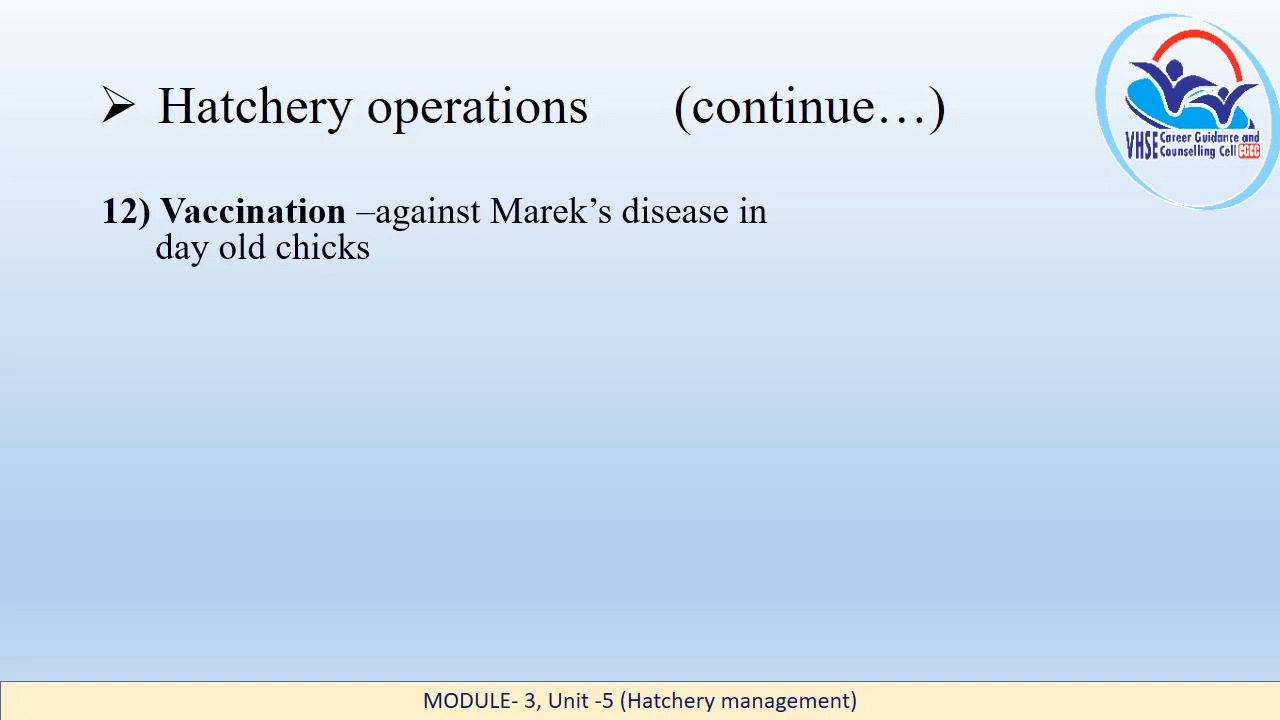 ➢ Hatchery operations (continue…)
VHSE Career Guidance and
Counselling Cell CGCC
12) Vaccination –against Marek’s disease in
day old chicks
MODULE- 3, Unit -5 (Hatchery management)